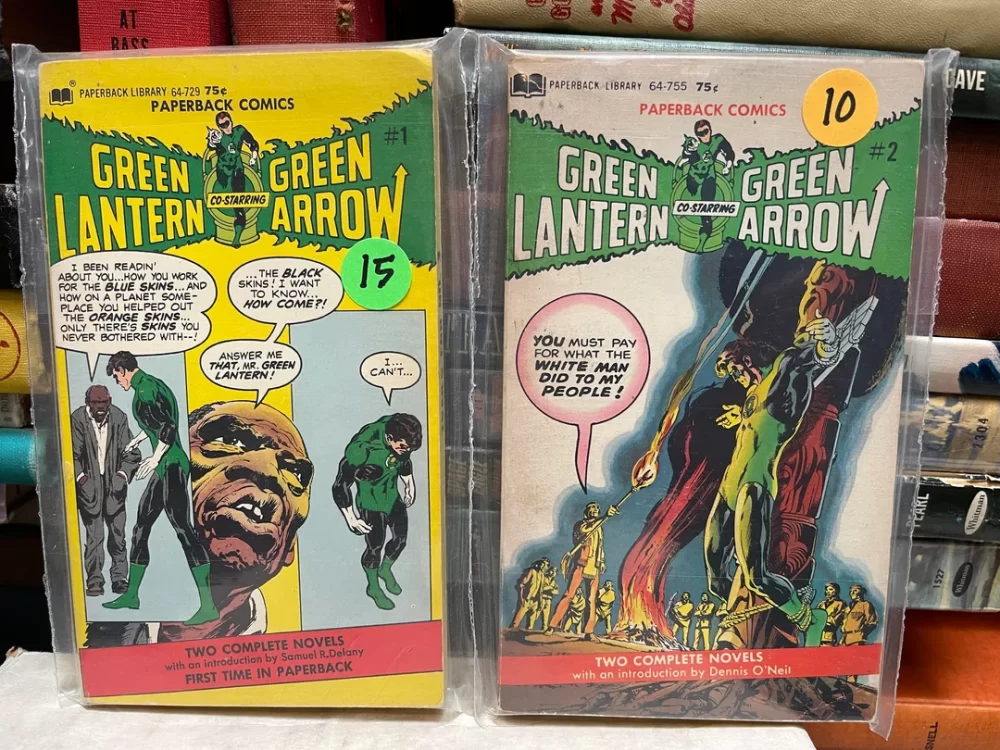 AT
BASS
CAVE
® PAPERBACK LIBRARY 64-729 75¢
PAPERBACK COMICS
#1
GREEN
LANTERN
CO-STARRING
GREEN
ARROW
15
I BEEN READIN'
ABOUT YOU...HOW YOU WORK
FOR THE BLUE SKINS...AND
HOW ON A PLANET SOME-
PLACE YOU HELPED OUT
THE ORANGE SKINS...
ONLY THERE'S SKINS YOU
NEVER BOTHERED WITH--!
...THE BLACK
SKINS! I WANT
TO KNOW...
HOW COME?!
ANSWER ME
THAT, MR. GREEN
LANTERN!
I...
CAN'T...
TWO COMPLETE NOVELS
with an introduction by Samuel R.Delany
FIRST TIME IN PAPERBACK
PAPERBACK LIBRARY 64-755 75¢
PAPERBACK COMICS
10
#2
GREEN
LANTERN
CO-STARRING
GREEN
ARROW
YOU MUST PAY
FOR WHAT THE
WHITE MAN
DID TO MY
PEOPLE!
TWO COMPLETE NOVELS
with an introduction by Dennis O'Neil
2304
PEARL
Whitman
1527
Whitman
NELL